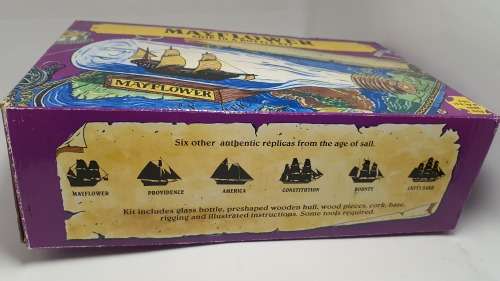 MAYFLOWER
MAYFLOWER
Six other authentic replicas from the age of sail.
MAYFLOWER PROVIDENCE AMERICA CONSTITUTION BOUNTY CUTTY SARK
Kit includes glass bottle, preshaped wooden hull, wood pieces, cork, base,
rigging and illustrated instructions. Some tools required.